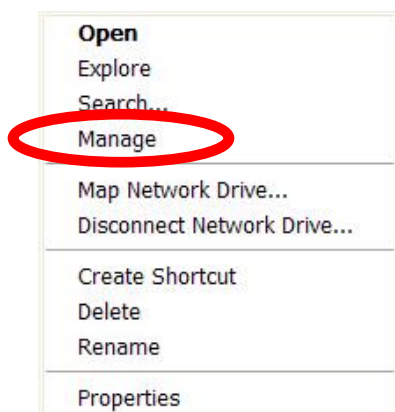 Open
Explore
Search...
Manage
Map Network Drive...
Disconnect Network Drive...
Create Shortcut
Delete
Rename
Properties